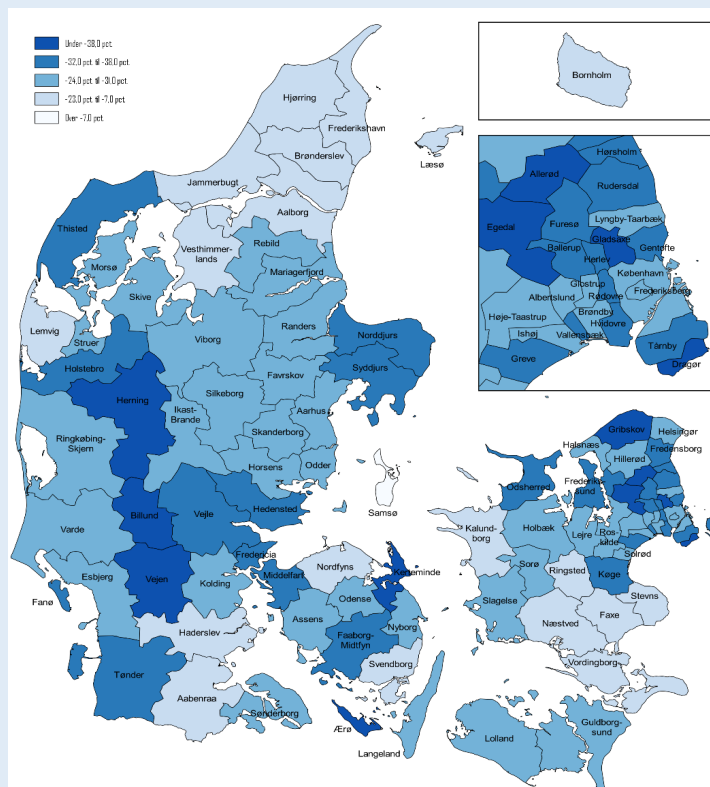 Under -38,0 pct.
-32,0 pct. til -38,0 pct.
-24,0 pct. til -31,0 pct.
-23,0 pct. til -7,0 pct.
Over -7,0 pct.
Bornholm
Hjørring
Frederikshavn
Brønderslev
Læsø
Jammerbugt
Aalborg
Thisted
Vesthimmer-
lands
Rebild
Morsø
Mariagerfjord
Skive
Lemvig
Struer
Viborg
Randers
Norddjurs
Holstebro
Favrskov
Syddjurs
Herning
Silkeborg
Ikast-
Brande
Aarhus
Skanderborg
Ringkøbing-
Skjern
Horsens
Odder
Samsø
Billund
Vejle
Hedensted
Varde
Fredericia
Esbjerg
Vejen
Kolding
Middelfart
Nordfyns
Kerteminde
Fanø
Odense
Assens
Nyborg
Haderslev
Faaborg-
Midtfyn
Svendborg
Tønder
Aabenraa
Sønderborg
Ærø
Langeland
Hørsholm
Allerød
Rudersdal
Egedal
Furesø
Lyngby-Taarbæk
Gladsaxe
Ballerup
Gentofte
Herlev
København
Glostrup
Frederiksberg
Albertslund
Rødovre
Høje-Taastrup
Brøndby
Hvidovre
Ishøj
Vallensbæk
Tårnby
Greve
Dragør
Gribskov
Helsingør
Halsnæs
Fredensborg
Hillerød
Odsherred
Frederiks-
sund
Kalund-
borg
Holbæk
Lejre
Ros-
kilde
Solrød
Sorø
Ringsted
Køge
Slagelse
Stevns
Næstved
Faxe
Vordingborg
Guldborg-
sund
Lolland